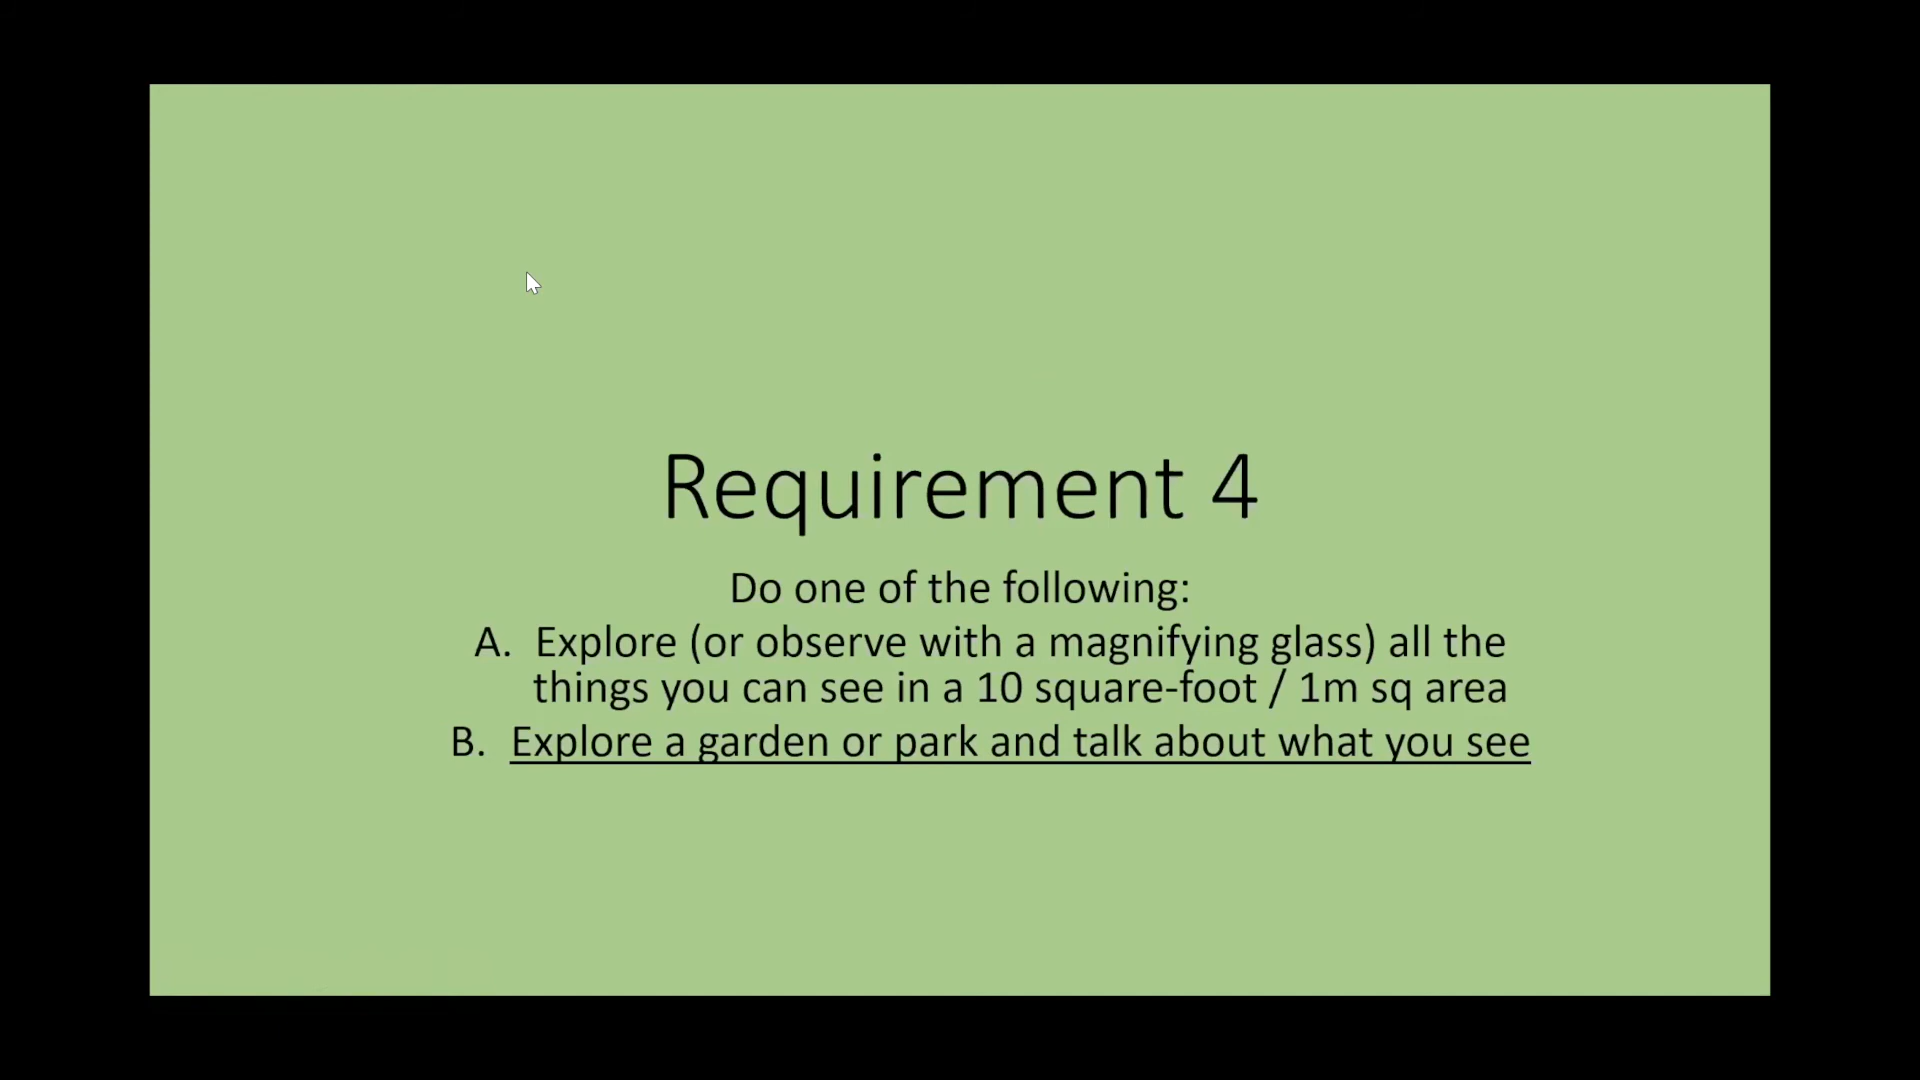 Requirement 4
Do one of the following:
A. Explore (or observe with a magnifying glass) all the
things you can see in a 10 square-foot / 1m sq area
B. Explore a garden or park and talk about what you see